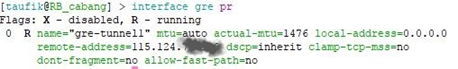 [taufik@RB_cabang] > interface gre pr
Flags: X - disabled, R - running
0 R name="gre-tunnel1" mtu=auto actual-mtu=1476 local-address=0.0.0.0
remote-address=115.124. dscp=inherit clamp-tcp-mss=no
dont-fragment=no allow-fast-path=no